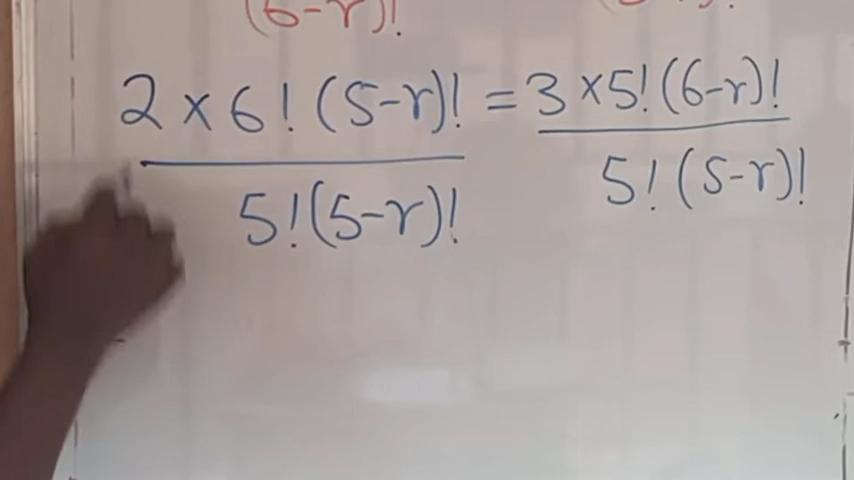 (6-r)!
2 × 6! (5-r)! = 3 × 5! (6-r)!
5! (5-r)! 5! (5-r)!